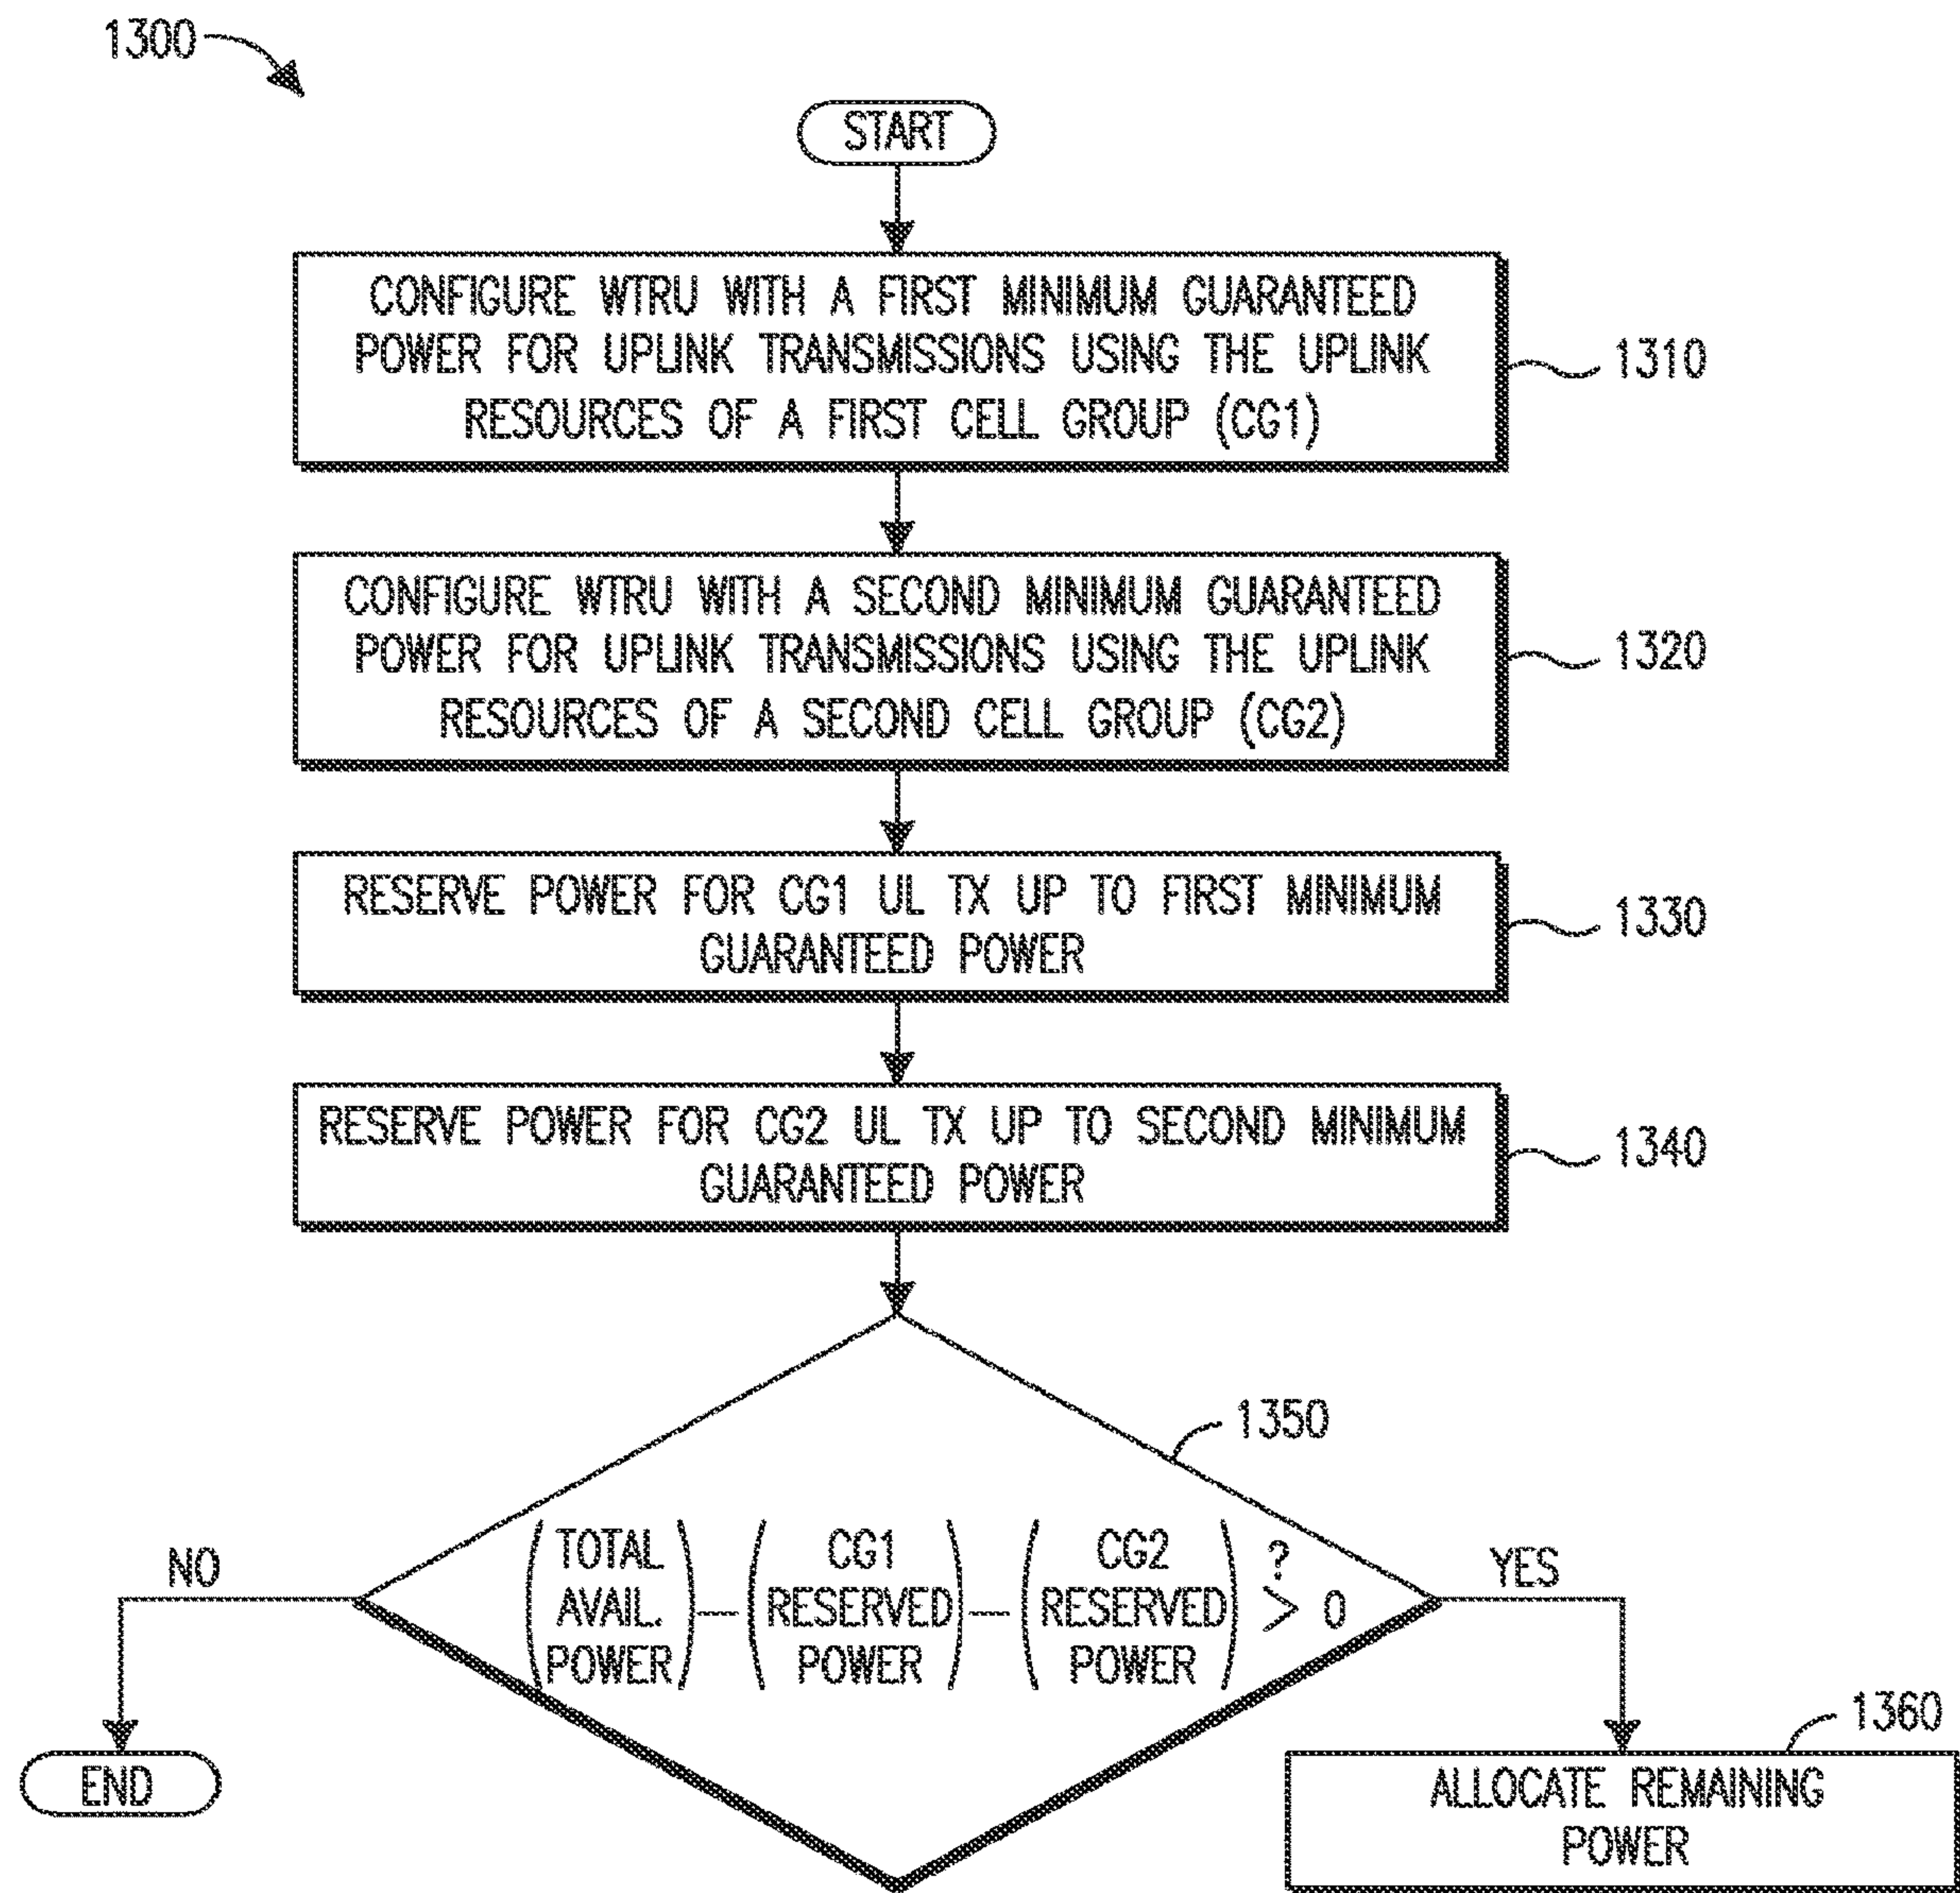 1300
START
CONFIGURE WTRU WITH A FIRST MINIMUM GUARANTEED
POWER FOR UPLINK TRANSMISSIONS USING THE UPLINK
RESOURCES OF A FIRST CELL GROUP (CG1)
1310
CONFIGURE WTRU WITH A SECOND MINIMUM GUARANTEED
POWER FOR UPLINK TRANSMISSIONS USING THE UPLINK
RESOURCES OF A SECOND CELL GROUP (CG2)
1320
RESERVE POWER FOR CG1 UL TX UP TO FIRST MINIMUM
GUARANTEED POWER
1330
RESERVE POWER FOR CG2 UL TX UP TO SECOND MINIMUM
GUARANTEED POWER
1340
1350
(TOTAL
AVAIL.
POWER) –
(CG1
RESERVED
POWER) –
(CG2
RESERVED
POWER)
?
> 0
NO
YES
END
1360
ALLOCATE REMAINING
POWER